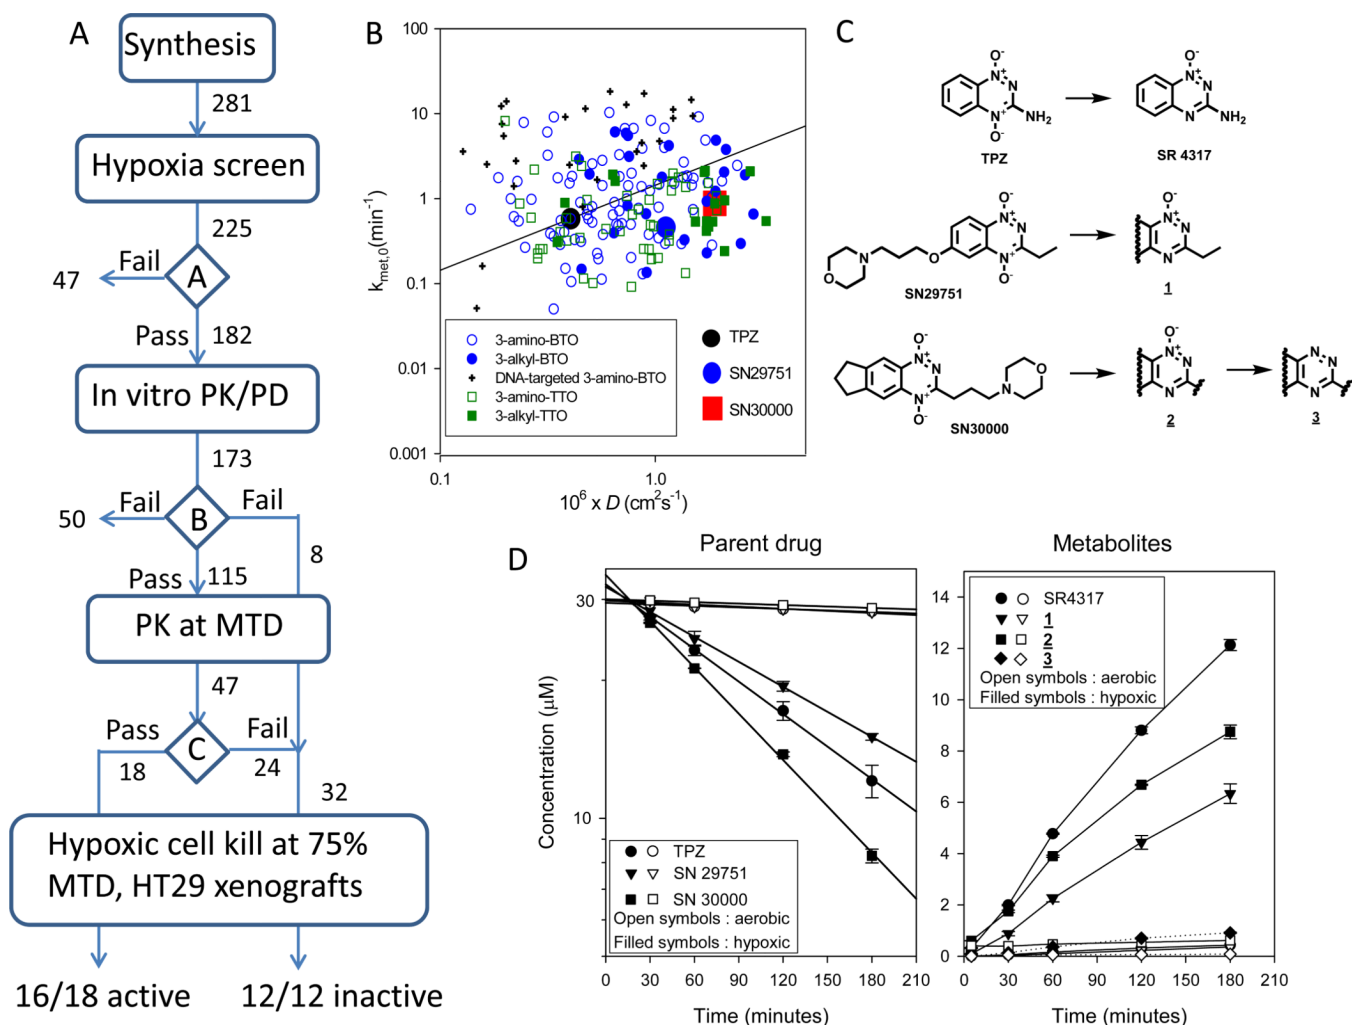 A
Synthesis
281
Hypoxia screen
225
Fail
47
A
Pass
182
In vitro PK/PD
173
Fail
Fail
50
B
8
Pass
115
PK at MTD
47
Pass
Fail
C
18
24
32
Hypoxic cell kill at 75%
MTD, HT29 xenografts
16/18 active
12/12 inactive
B
100
10
1
0.1
0.01
0.001
kmet,0(min-1)
0.1
1.0
10^6 x D (cm^2s^-1)
3-amino-BTO
3-alkyl-BTO
DNA-targeted 3-amino-BTO
3-amino-TTO
3-alkyl-TTO
TPZ
SN29751
SN30000
C
O-
N+
N
N+
NH2
O-
TPZ
O-
N+
N
N
NH2
SR 4317
O-
N+
N
N
O
O
N+
O-
SN29751
O-
N+
N
N
1
O-
N+
N
N+
O-
N
O
SN30000
O-
N+
N
N
2
N
N
N
3
D
Parent drug
30
10
Concentration (µM)
TPZ
SN 29751
SN 30000
Open symbols : aerobic
Filled symbols : hypoxic
0 30 60 90 120 150 180 210
Time (minutes)
Metabolites
14
12
10
8
6
4
2
0
SR4317
1
2
3
Open symbols : aerobic
Filled symbols : hypoxic
0 30 60 90 120 150 180 210
Time (minutes)